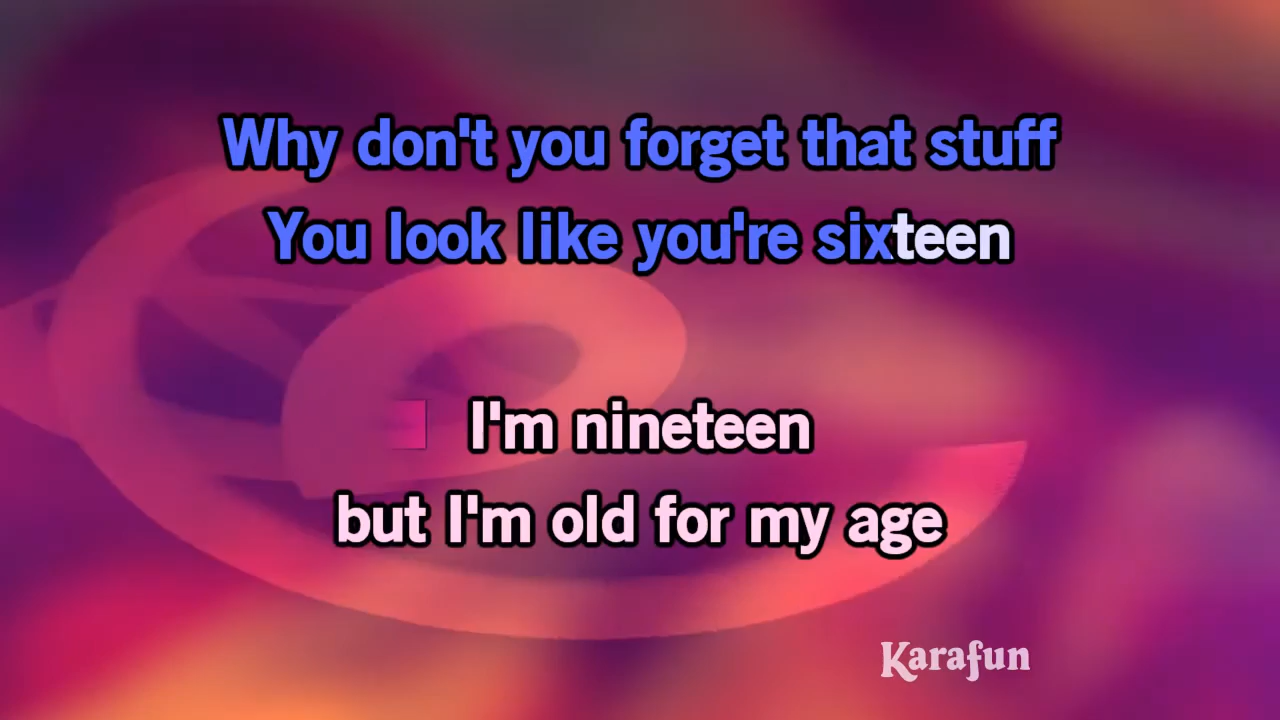 Why don't you forget that stuff
You look like you're sixteen
I'm nineteen
but I'm old for my age
Karafun